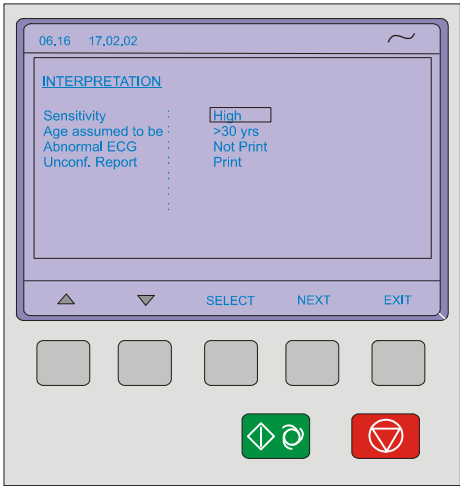 06.16 17.02.02
INTERPRETATION
Sensitivity : High
Age assumed to be : >30 yrs
Abnormal ECG : Not Print
Unconf. Report : Print
:
:
:
SELECT NEXT EXIT